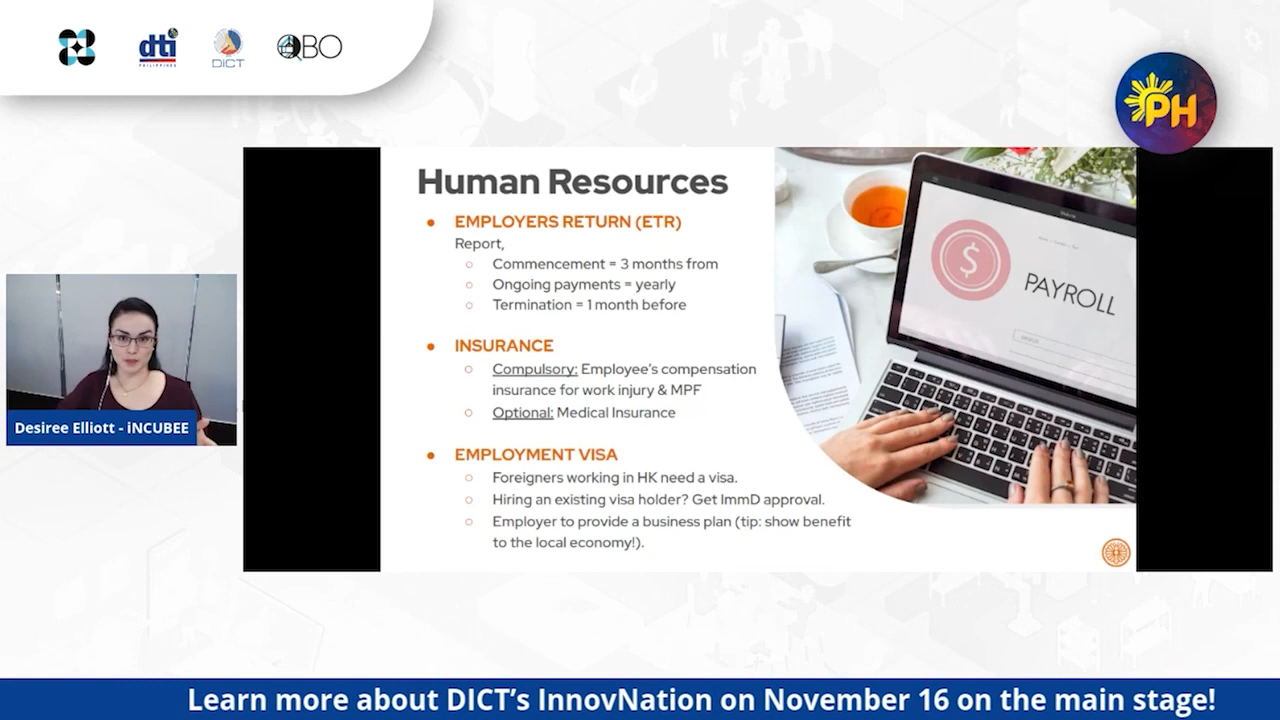 dti
PHILIPPINES
DICT
QBO
PH
Human Resources
EMPLOYERS RETURN (ETR)
Report,
Commencement = 3 months from
Ongoing payments = yearly
Termination = 1 month before
INSURANCE
Compulsory: Employee's compensation
insurance for work injury & MPF
Optional: Medical Insurance
EMPLOYMENT VISA
Foreigners working in HK need a visa.
Hiring an existing visa holder? Get ImmD approval.
Employer to provide a business plan (tip: show benefit
to the local economy!).
$
PAYROLL
Desiree Elliott - iNCUBEE
Learn more about DICT's InnovNation on November 16 on the main stage!